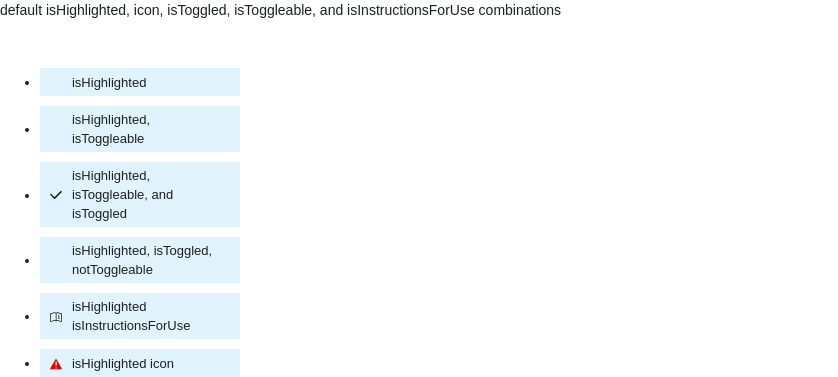 default isHighlighted, icon, isToggled, isToggleable, and isInstructionsForUse combinations
isHighlighted
isHighlighted,
isToggleable
isHighlighted,
isToggleable, and
isToggled
isHighlighted, isToggled,
notToggleable
isHighlighted
isInstructionsForUse
isHighlighted icon